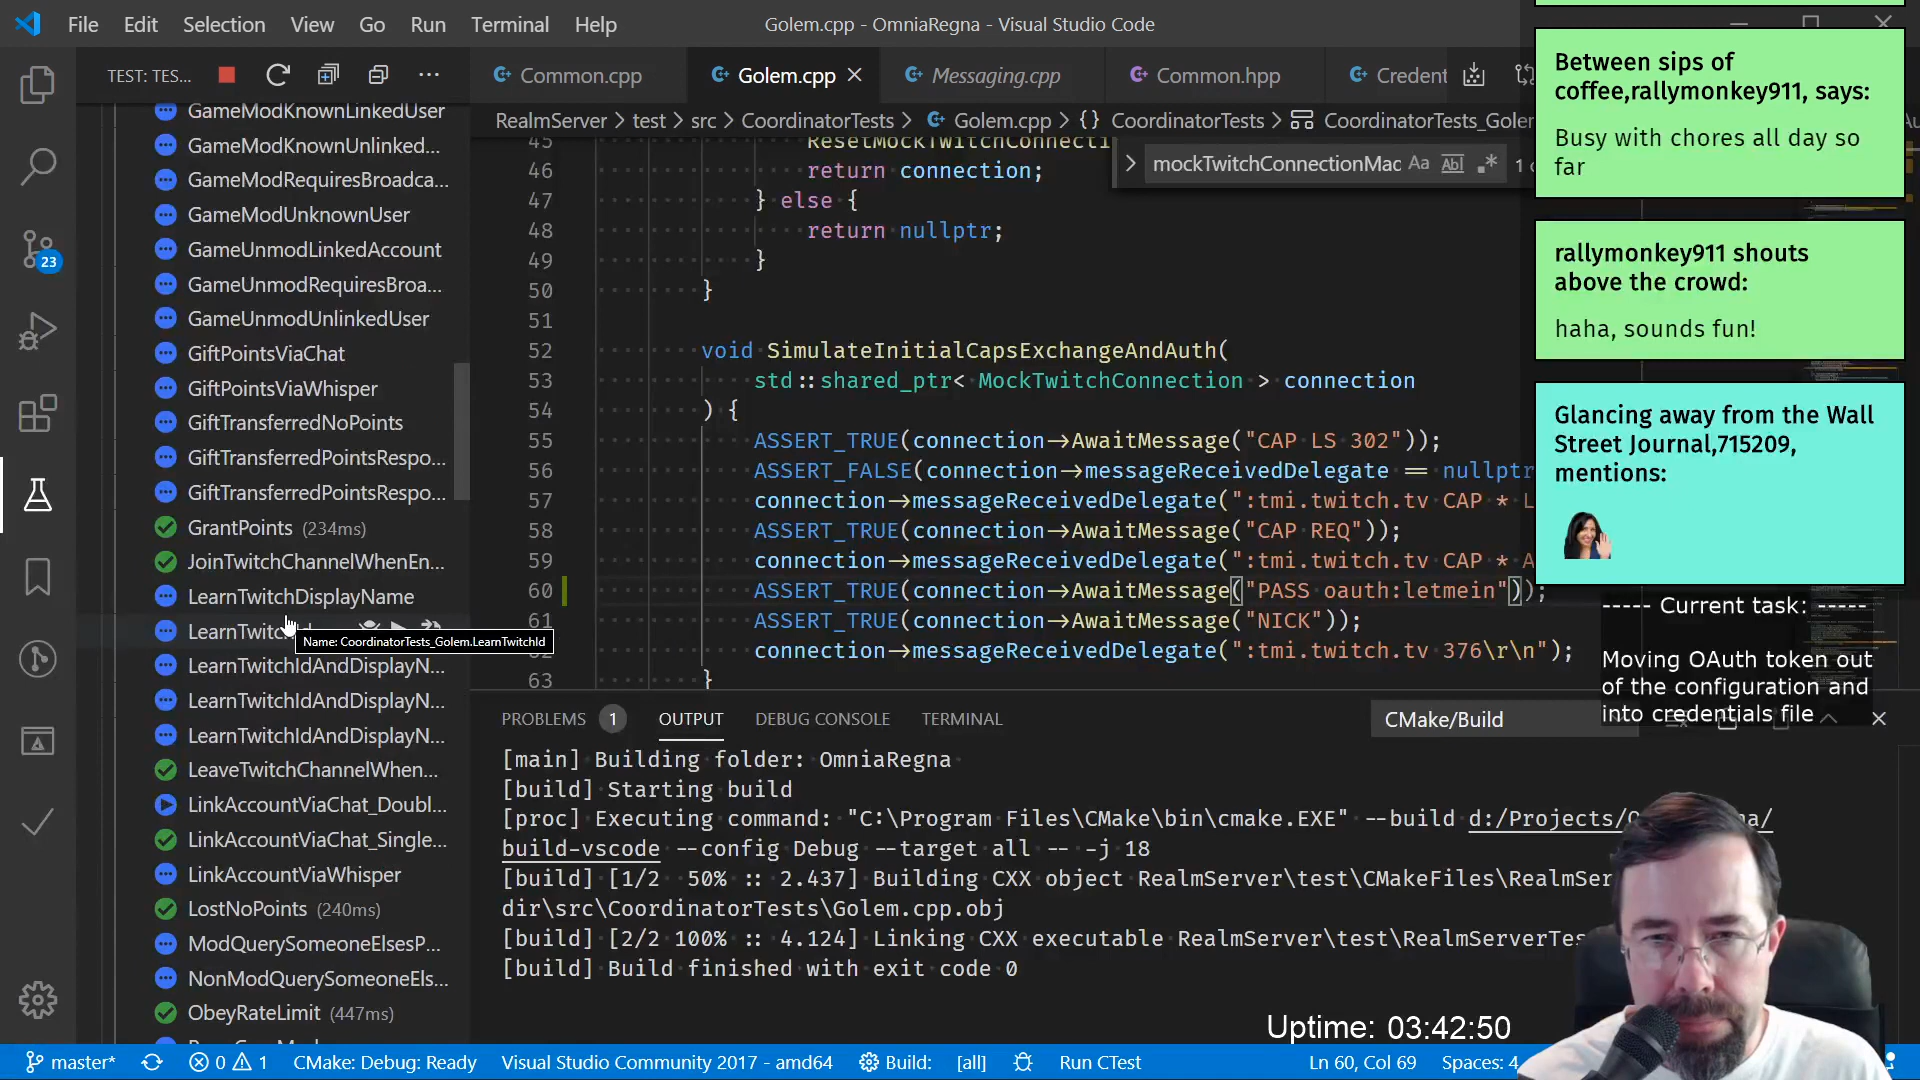 File Edit Selection View Go Run Terminal Help
Golem.cpp - OmniaRegna - Visual Studio Code
TEST: TES...
Common.cpp Golem.cpp Messaging.cpp Common.hpp Credent
RealmServer > test > src > CoordinatorTests > Golem.cpp > {} CoordinatorTests > CoordinatorTests_Goler
mockTwitchConnectionMac Aa Abl
GameModKnownLinkedUser
GameModKnownUnlinked...
GameModRequiresBroadca...
GameModUnknownUser
GameUnmodLinkedAccount
GameUnmodRequiresBroa...
GameUnmodUnlinkedUser
GiftPointsViaChat
GiftPointsViaWhisper
GiftTransferredNoPoints
GiftTransferredPointsRespo...
GiftTransferredPointsRespo...
GrantPoints (234ms)
JoinTwitchChannelWhenEn...
LearnTwitchDisplayName
LearnTwitch
Name: CoordinatorTests_Golem.LearnTwitchId
LearnTwitchIdAndDisplayN...
LearnTwitchIdAndDisplayN...
LearnTwitchIdAndDisplayN...
LeaveTwitchChannelWhen...
LinkAccountViaChat_Doubl...
LinkAccountViaChat_Single...
LinkAccountViaWhisper
LostNoPoints (240ms)
ModQuerySomeoneElsesP...
NonModQuerySomeoneEls...
ObeyRateLimit (447ms)
23
45 ResetMockTwitchConnecti
46 return connection;
47 } else {
48 return nullptr;
49 }
50 }
51
52 void SimulateInitialCapsExchangeAndAuth(
53 std::shared_ptr< MockTwitchConnection > connection
54 ) {
55 ASSERT_TRUE(connection->AwaitMessage("CAP LS 302"));
56 ASSERT_FALSE(connection->messageReceivedDelegate == nullptr
57 connection->messageReceivedDelegate(":tmi.twitch.tv CAP * L
58 ASSERT_TRUE(connection->AwaitMessage("CAP REQ"));
59 connection->messageReceivedDelegate(":tmi.twitch.tv CAP * A
60 ASSERT_TRUE(connection->AwaitMessage("PASS oauth:letmein"));
61 ASSERT_TRUE(connection->AwaitMessage("NICK"));
connection->messageReceivedDelegate(":tmi.twitch.tv 376\r\n");
63 }
PROBLEMS 1 OUTPUT DEBUG CONSOLE TERMINAL CMake/Build
[main] Building folder: OmniaRegna
[build] Starting build
[proc] Executing command: "C:\Program Files\CMake\bin\cmake.EXE" --build d:/Projects/O na/
build-vscode --config Debug --target all -- -j 18
[build] [1/2 50% :: 2.437] Building CXX object RealmServer\test\CMakeFiles\RealmSer
dir\src\CoordinatorTests\Golem.cpp.obj
[build] [2/2 100% :: 4.124] Linking CXX executable RealmServer\test\RealmServerTe
[build] Build finished with exit code 0
Between sips of
coffee,rallymonkey911, says:
Busy with chores all day so
far
rallymonkey911 shouts
above the crowd:
haha, sounds fun!
Glancing away from the Wall
Street Journal,715209,
mentions:
----- Current task: -----
Moving OAuth token out
of the configuration and
into credentials file
Uptime: 03:42:50
master* 0 1 CMake: Debug: Ready Visual Studio Community 2017 - amd64 Build: [all] Run CTest Ln 60, Col 69 Spaces: 4